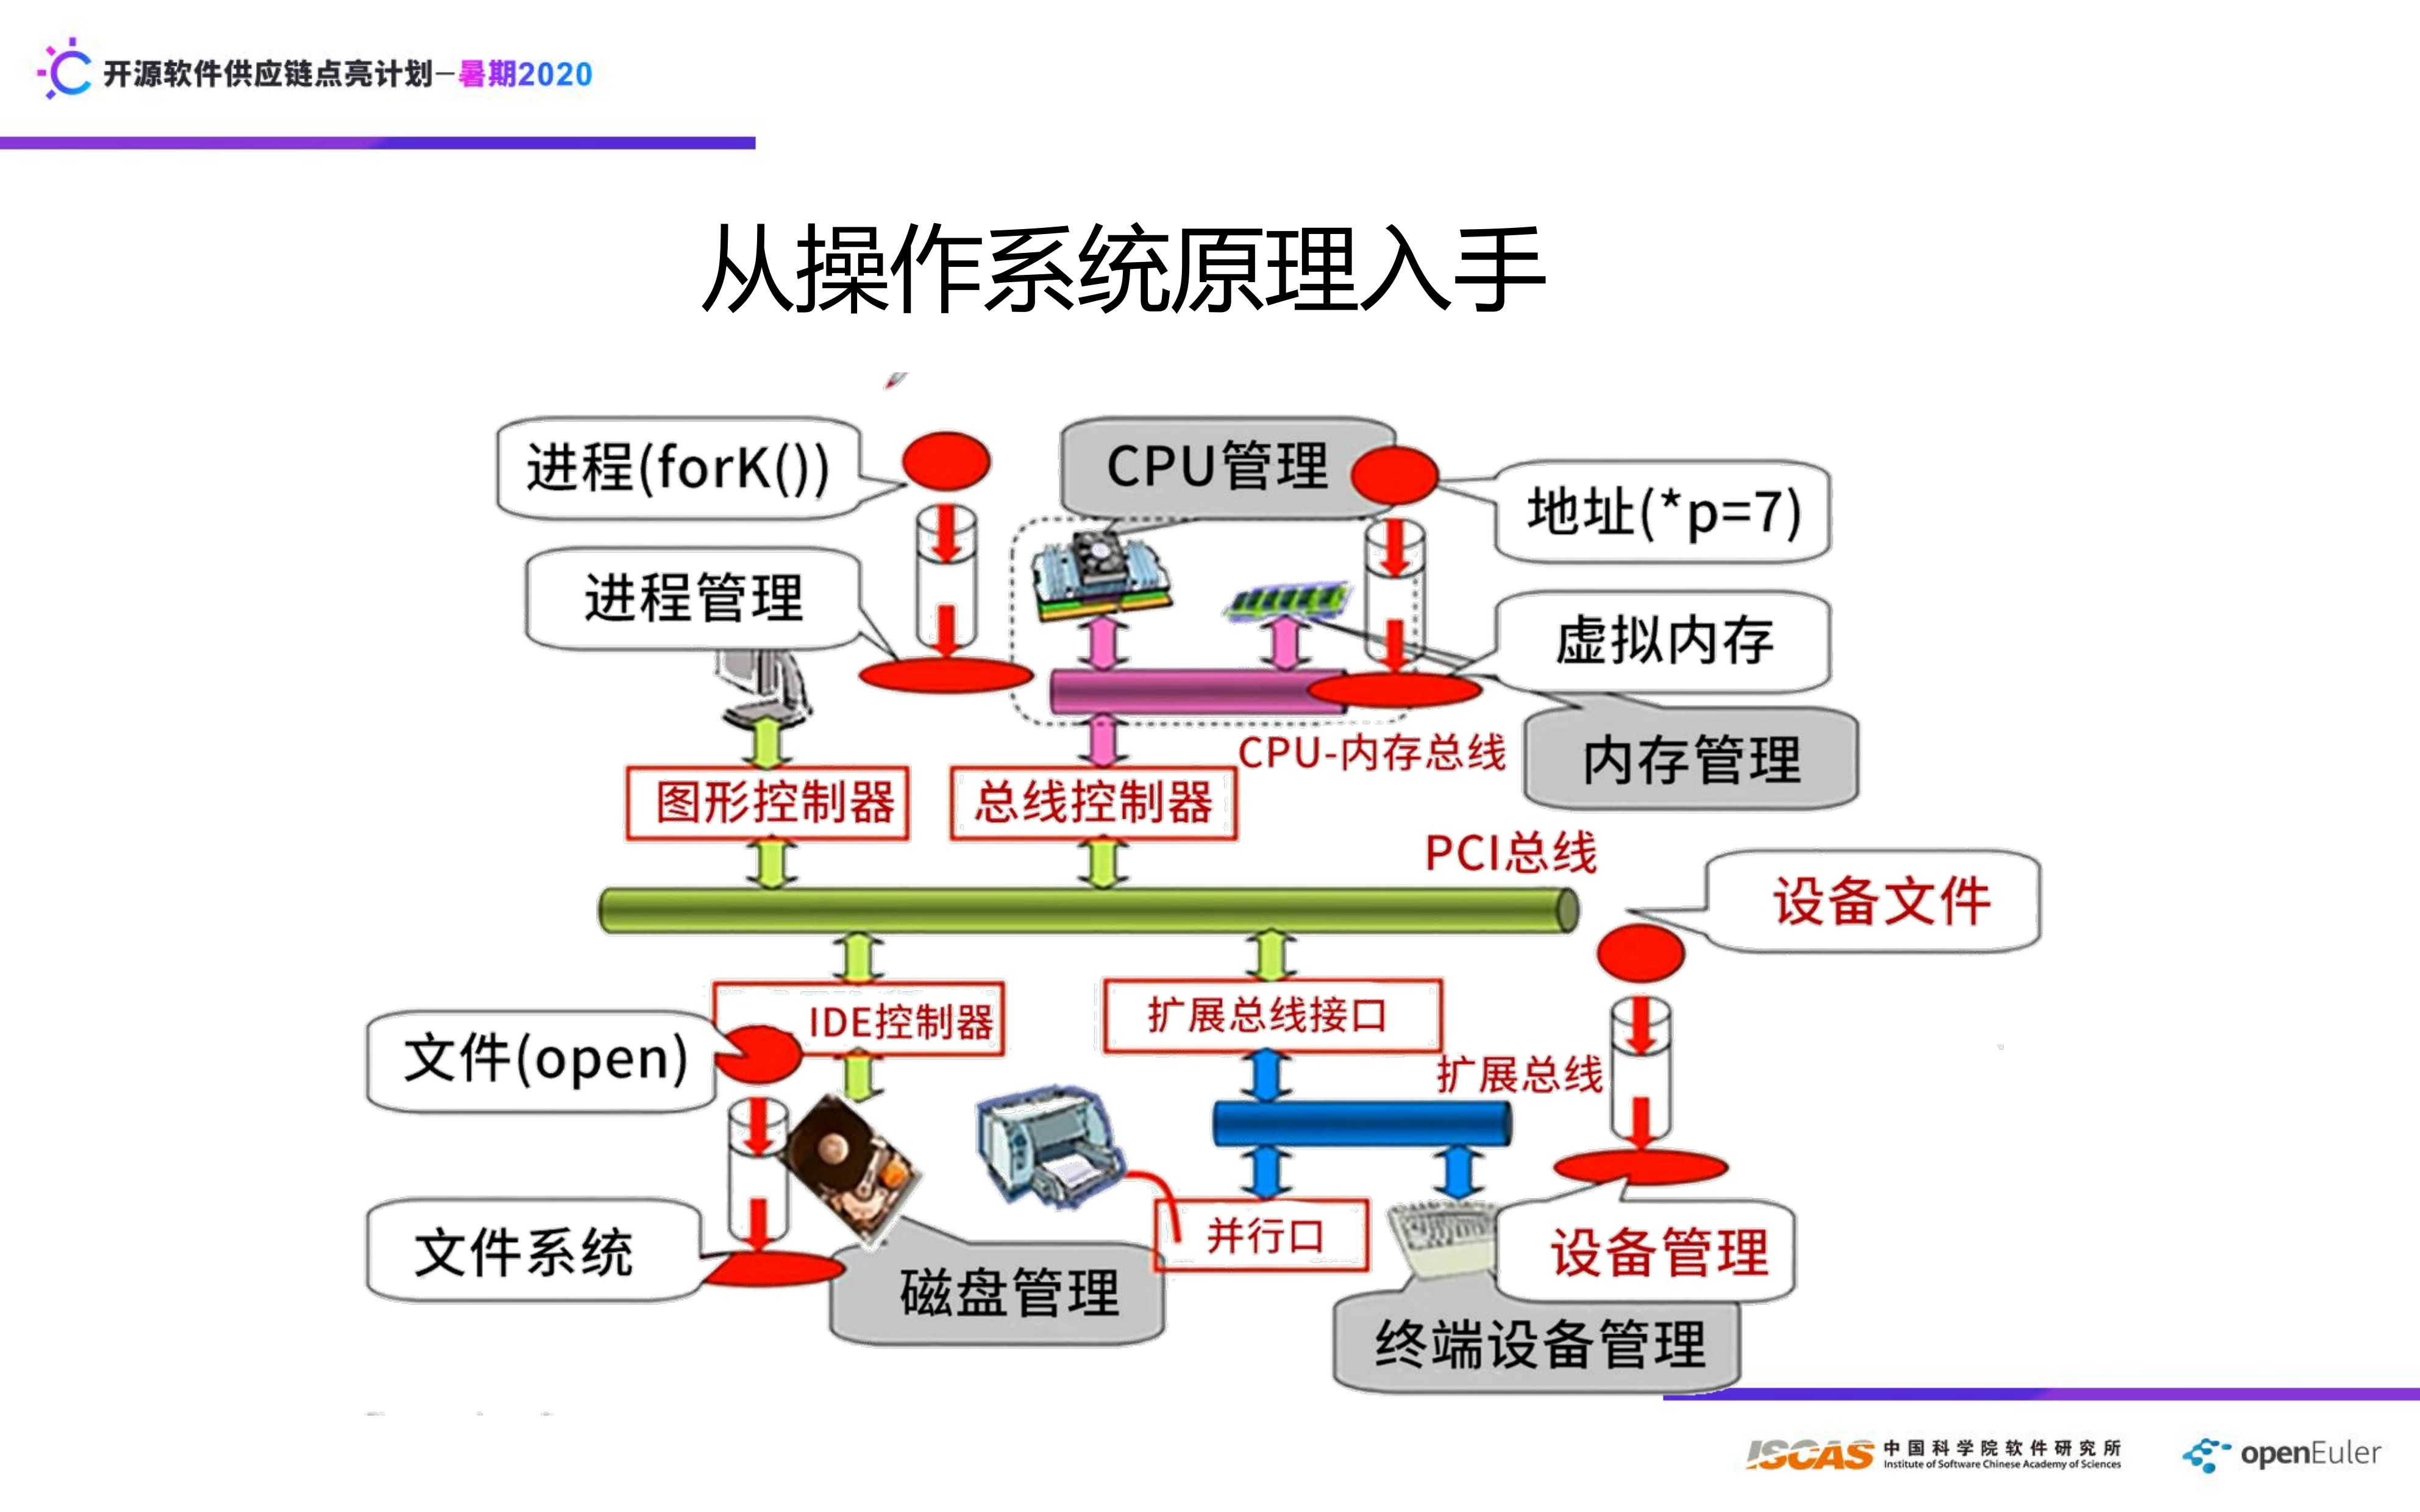 开源软件供应链点亮计划-暑期2020
从操作系统原理入手
进程(forK())
CPU管理
地址(*p=7)
进程管理
虚拟内存
CPU-内存总线
内存管理
图形控制器
总线控制器
PCI总线
设备文件
IDE控制器
扩展总线接口
文件(open)
扩展总线
文件系统
并行口
设备管理
磁盘管理
终端设备管理
ISCAS
中国科学院软件研究所
Institute of Software Chinese Academy of Sciences
openEuler